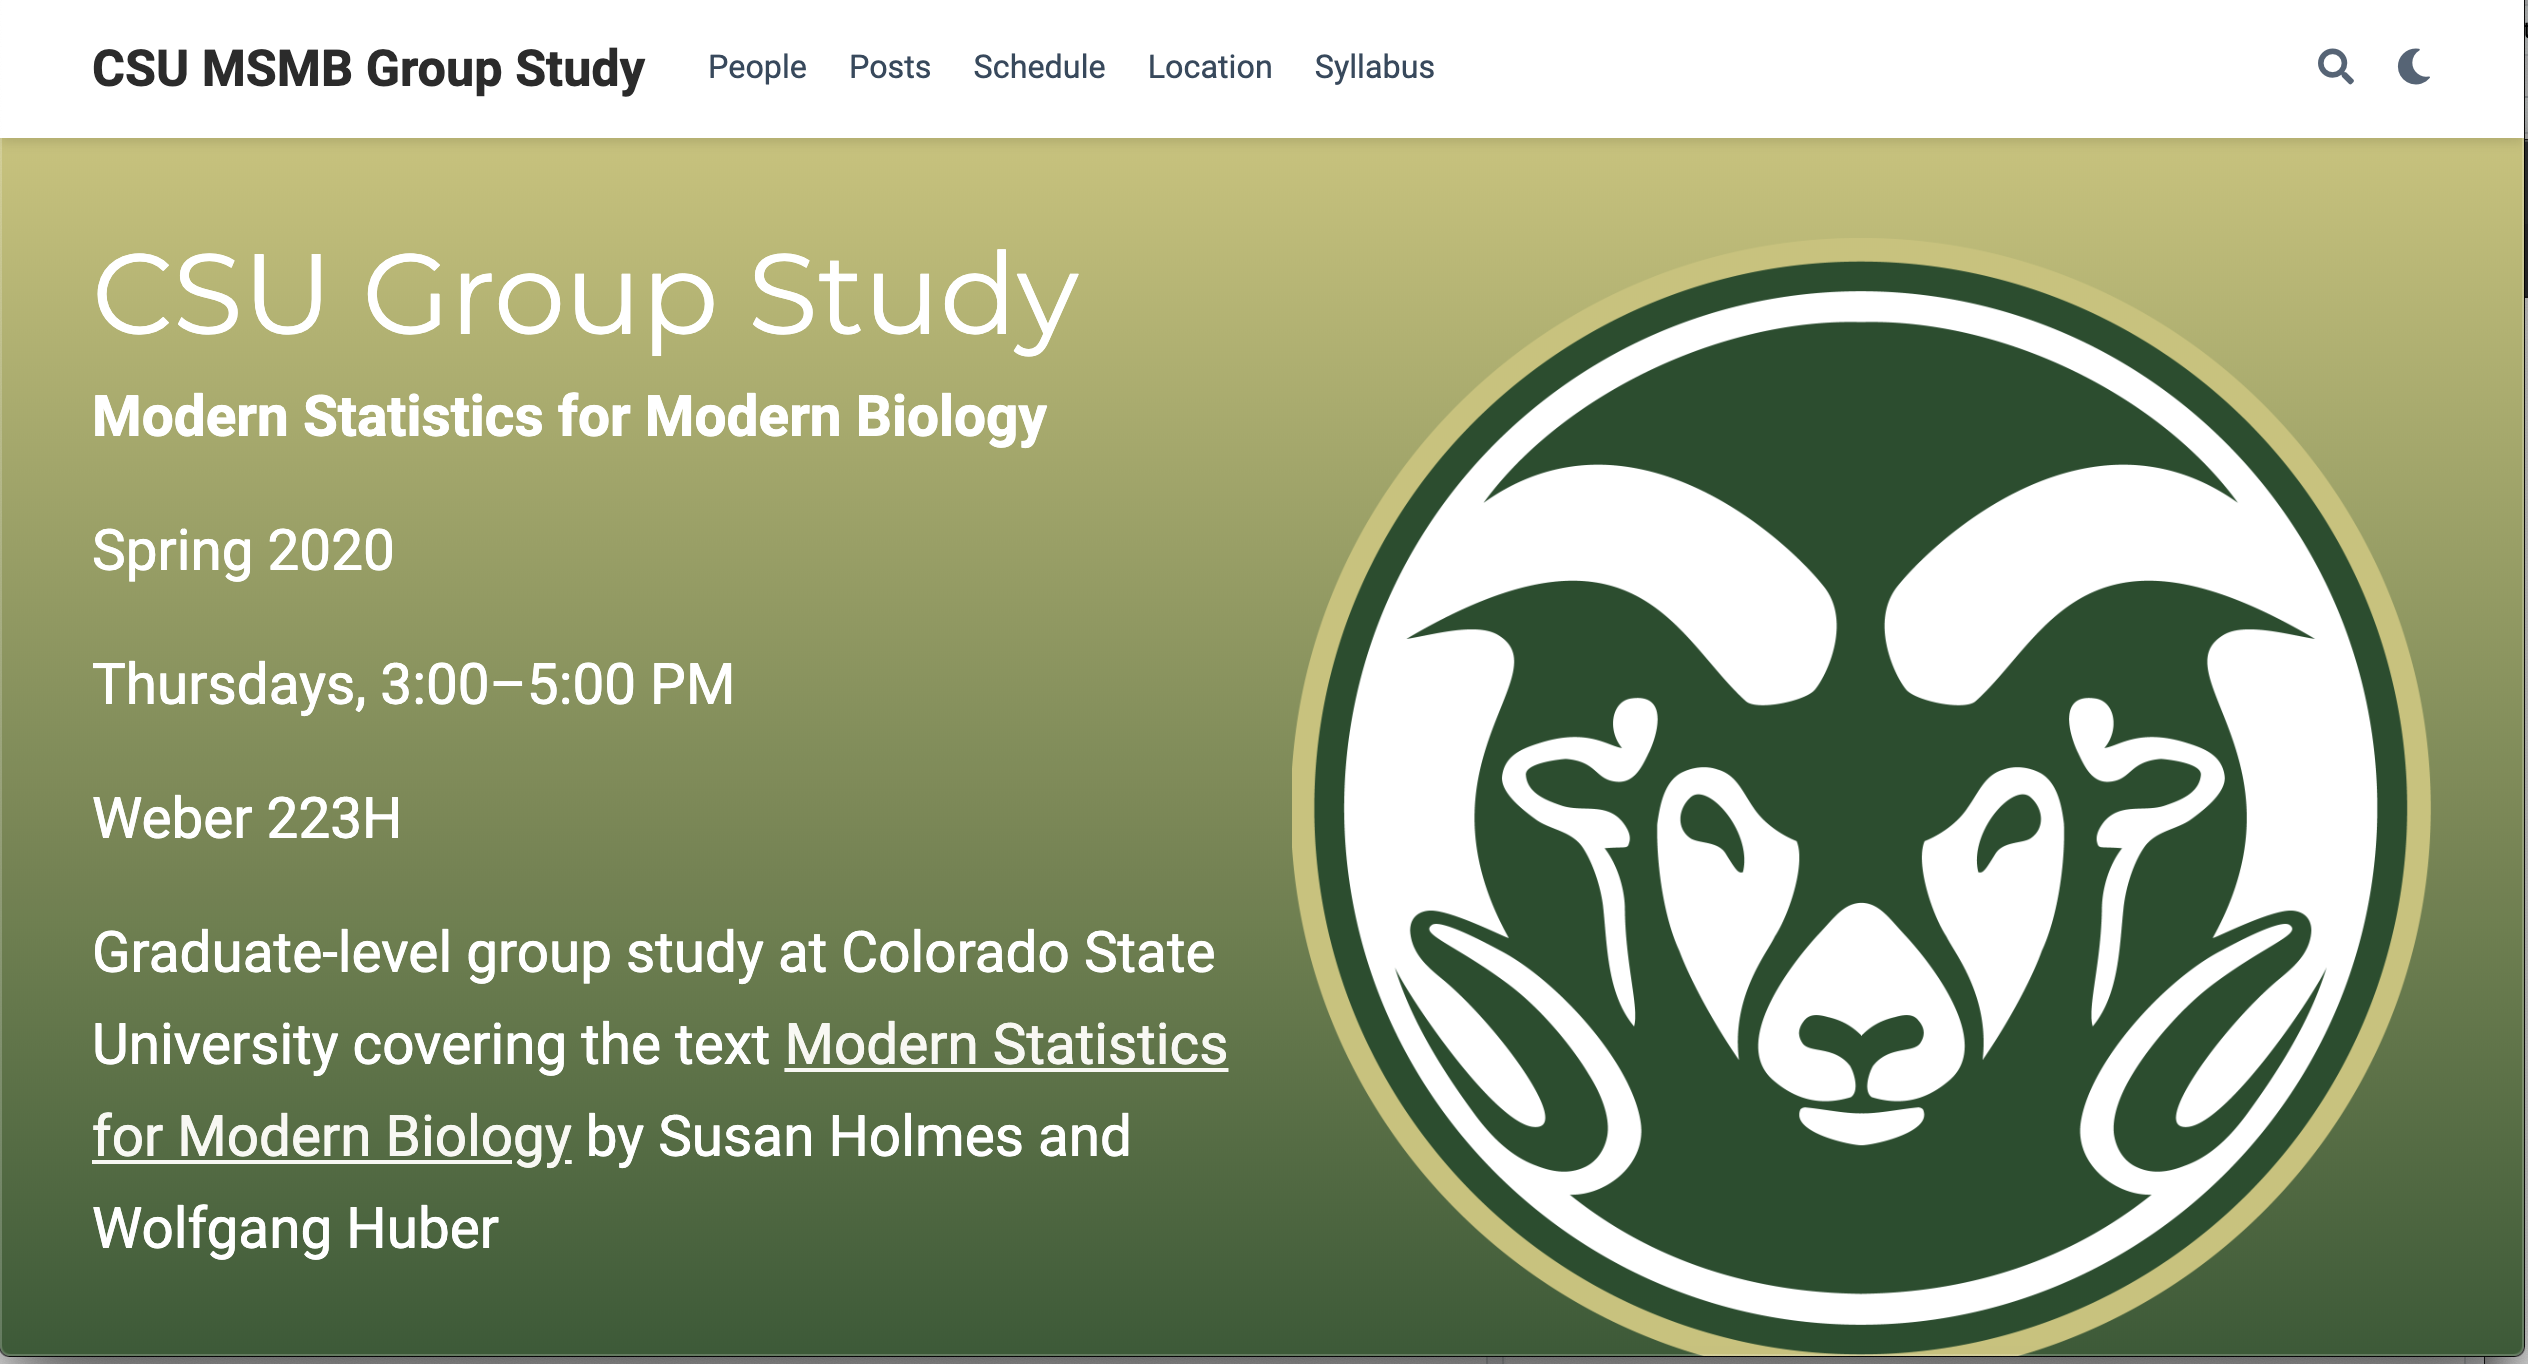 CSU MSMB Group Study People Posts Schedule Location Syllabus
CSU Group Study
Modern Statistics for Modern Biology
Spring 2020
Thursdays, 3:00–5:00 PM
Weber 223H
Graduate-level group study at Colorado State
University covering the text Modern Statistics
for Modern Biology by Susan Holmes and
Wolfgang Huber